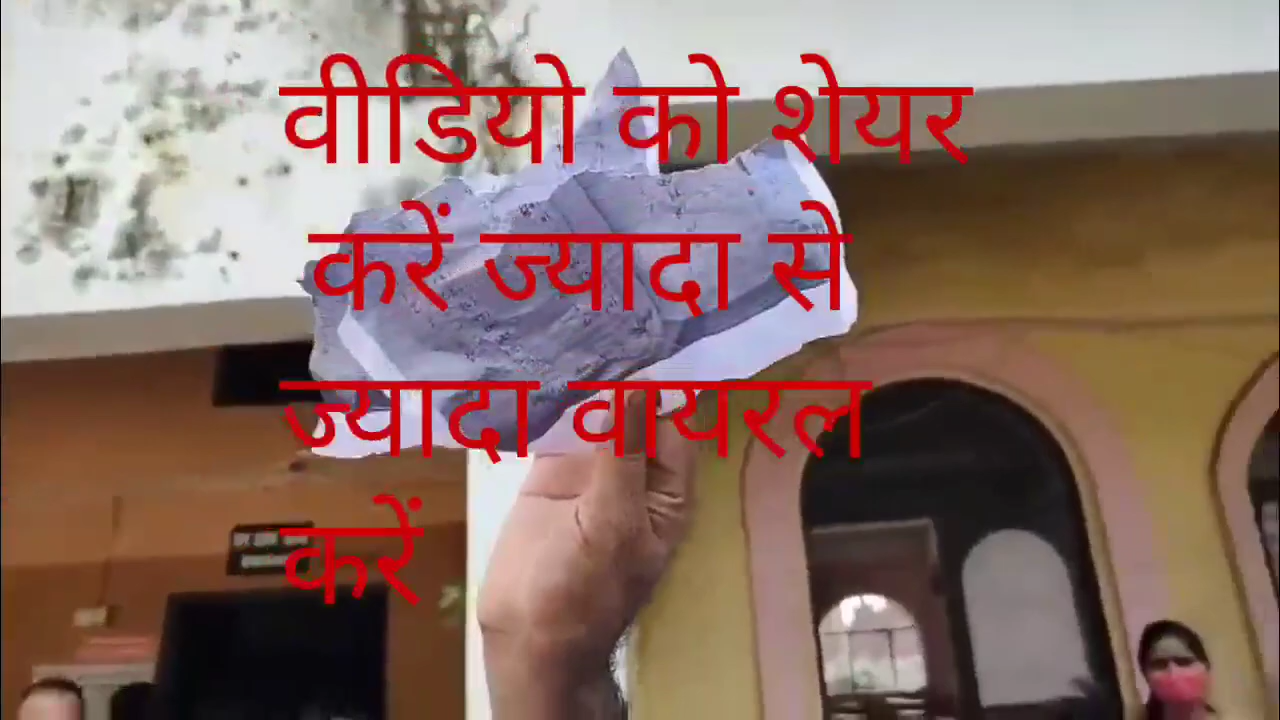 वीडियो को शेयर
करें ज्यादा से
ज्यादा वायरल
करें